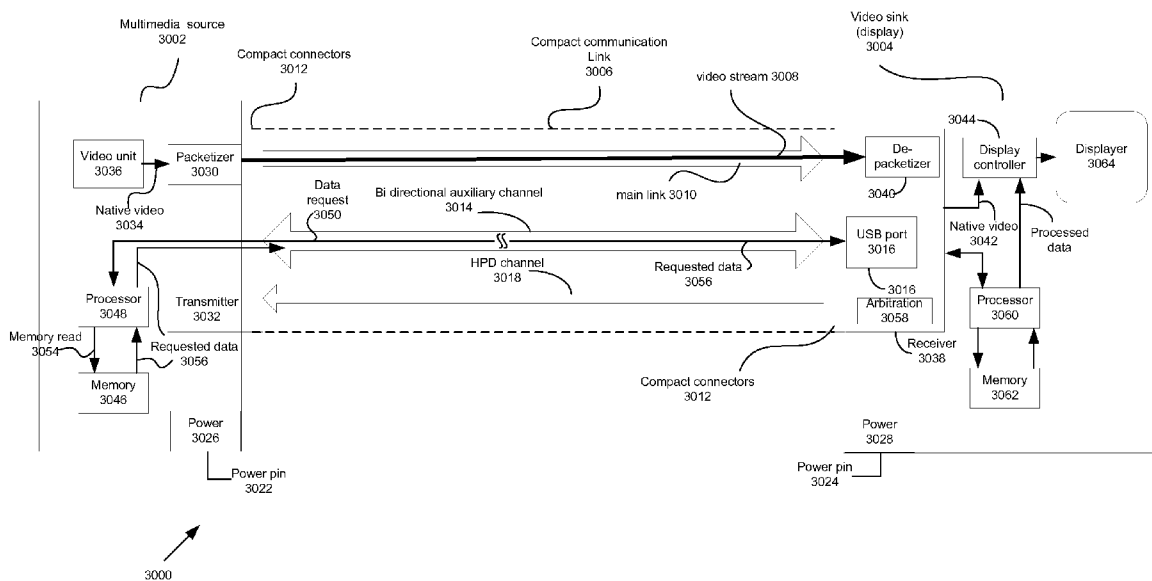 Multimedia source
3002
Compact connectors
3012
Compact communication
Link
3006
video stream 3008
Video sink
(display)
3004
3044
Video unit
3036
Packetizer
3030
De-
packetizer
3040
Display
controller
Displayer
3064
Native video
3034
Data
request
3050
Bi directional auxiliary channel
3014
main link 3010
USB port
3016
Native video
3042
Processed
data
HPD channel
3018
Requested data
3056
3016
Processor
3048
Transmitter
3032
Arbitration
3058
Processor
3060
Memory read
3054
Requested data
3056
Receiver
3038
Memory
3046
Compact connectors
3012
Memory
3062
Power
3026
Power
3028
Power pin
3022
Power pin
3024
3000